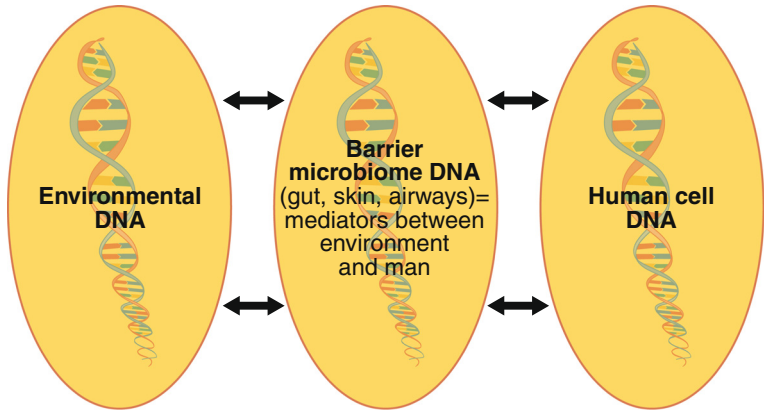 Environmental
DNA
Barrier
microbiome DNA
(gut, skin, airways)=
mediators between
environment
and man
Human cell
DNA